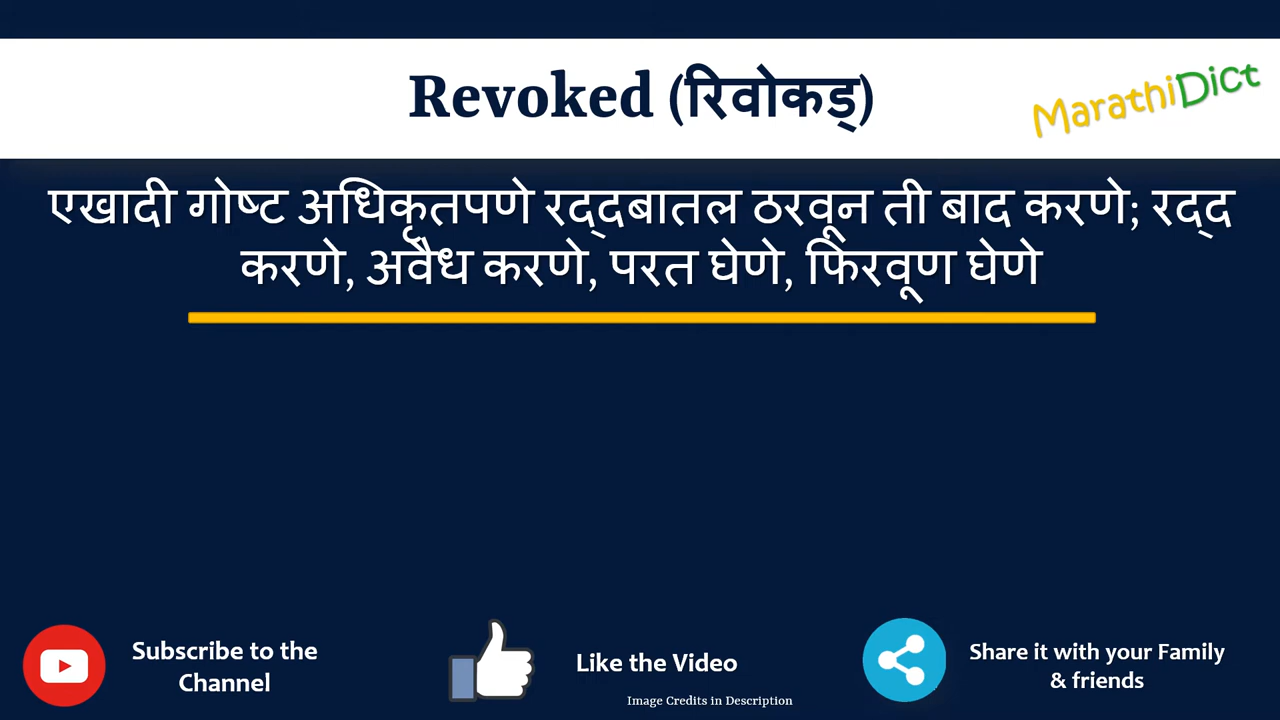 Revoked (रिवोकड्)
MarathiDict
एखादी गोष्ट अधिकृतपणे रद्दबातल ठरवून ती बाद करणे; रद्द
करणे, अवैध करणे, परत घेणे, फिरवूण घेणे
Subscribe to the
Channel
Like the Video
Image Credits in Description
Share it with your Family
& friends